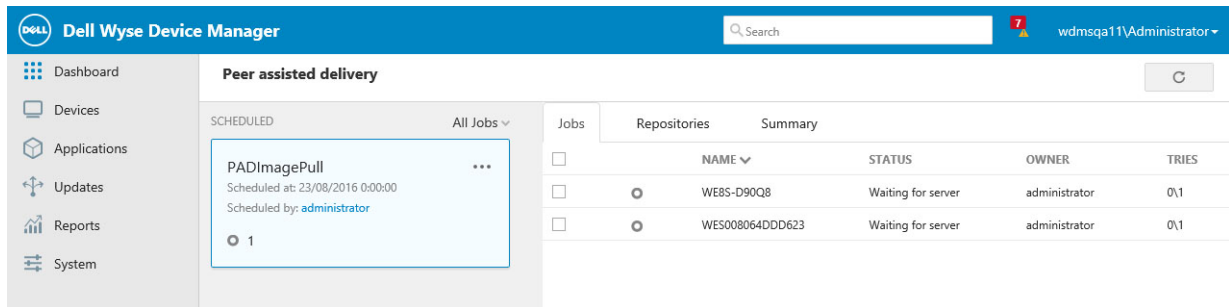 DELL Dell Wyse Device Manager Search 7 wdmsqa11\Administrator
Dashboard
Devices
Applications
Updates
Reports
System
Peer assisted delivery
SCHEDULED All Jobs
PADImagePull
Scheduled at: 23/08/2016 0:00:00
Scheduled by: administrator
1
Jobs Repositories Summary
NAME STATUS OWNER TRIES
WE8S-D90Q8 Waiting for server administrator 0\1
WES008064DDD623 Waiting for server administrator 0\1